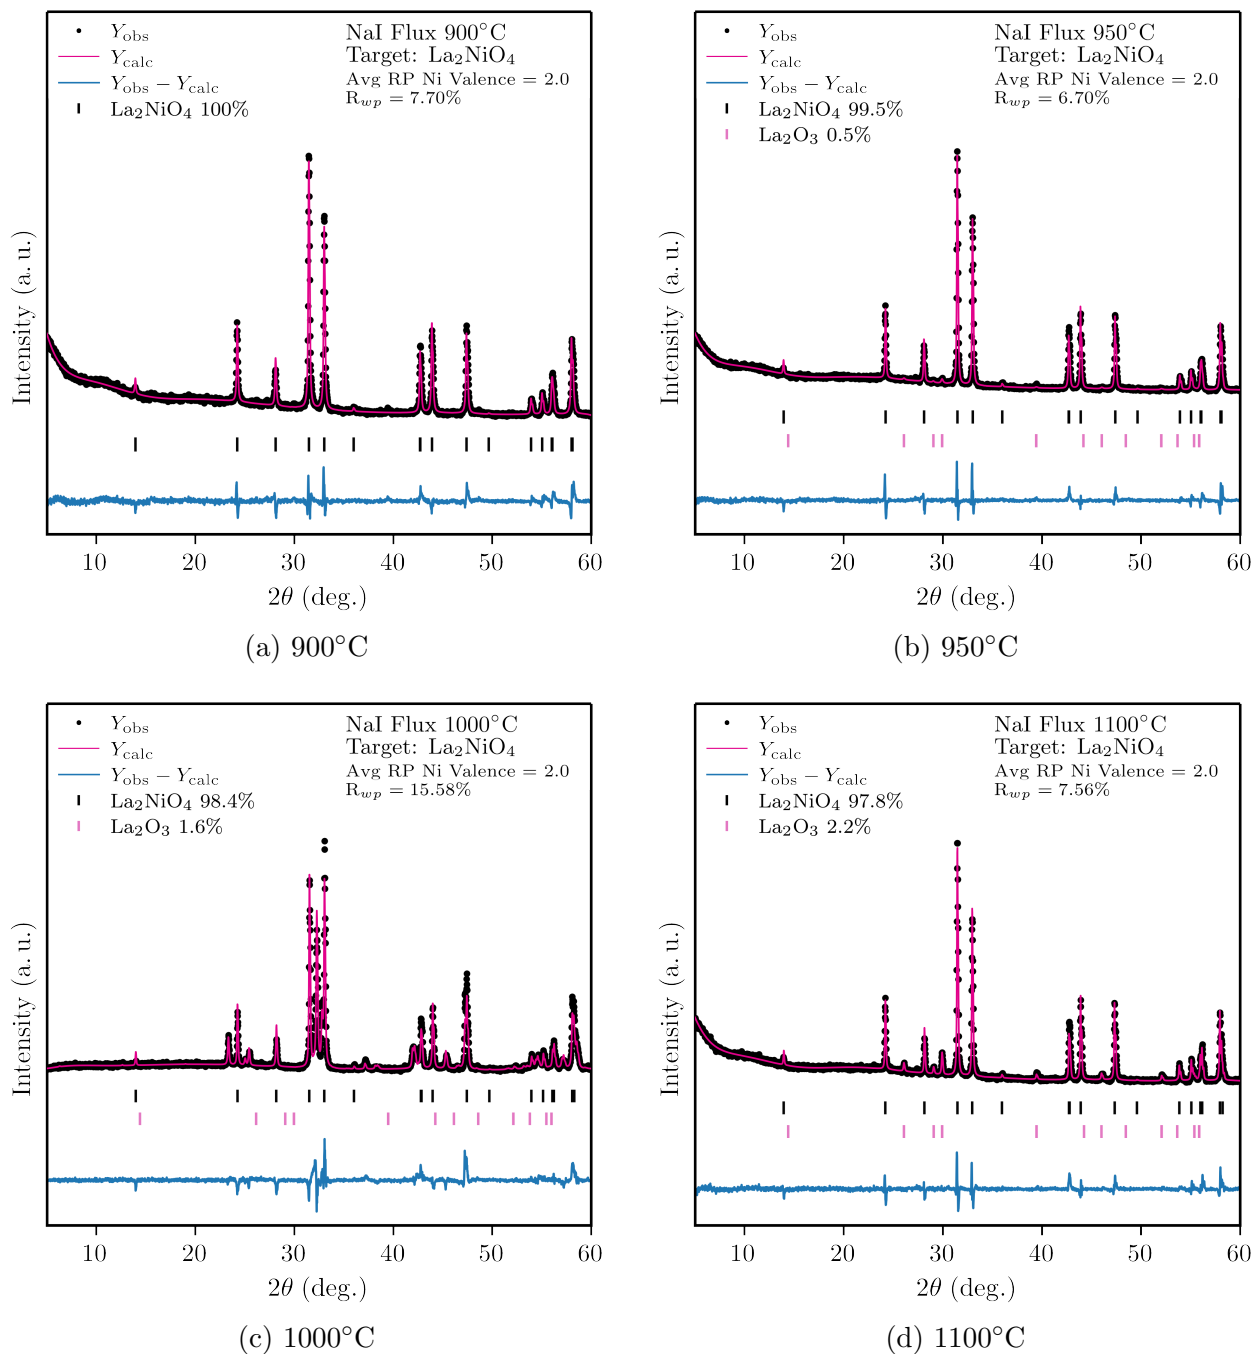 Y_obs
Y_calc
Y_obs − Y_calc
La₂NiO₄ 100%
NaI Flux 900°C
Target: La₂NiO₄
Avg RP Ni Valence = 2.0
R_wp = 7.70%
Intensity (a. u.)
10 20 30 40 50 60
2θ (deg.)
(a) 900°C
Y_obs
Y_calc
Y_obs − Y_calc
La₂NiO₄ 99.5%
La₂O₃ 0.5%
NaI Flux 950°C
Target: La₂NiO₄
Avg RP Ni Valence = 2.0
R_wp = 6.70%
Intensity (a. u.)
10 20 30 40 50 60
2θ (deg.)
(b) 950°C
Y_obs
Y_calc
Y_obs − Y_calc
La₂NiO₄ 98.4%
La₂O₃ 1.6%
NaI Flux 1000°C
Target: La₂NiO₄
Avg RP Ni Valence = 2.0
R_wp = 15.58%
Intensity (a. u.)
10 20 30 40 50 60
2θ (deg.)
(c) 1000°C
Y_obs
Y_calc
Y_obs − Y_calc
La₂NiO₄ 97.8%
La₂O₃ 2.2%
NaI Flux 1100°C
Target: La₂NiO₄
Avg RP Ni Valence = 2.0
R_wp = 7.56%
Intensity (a. u.)
10 20 30 40 50 60
2θ (deg.)
(d) 1100°C